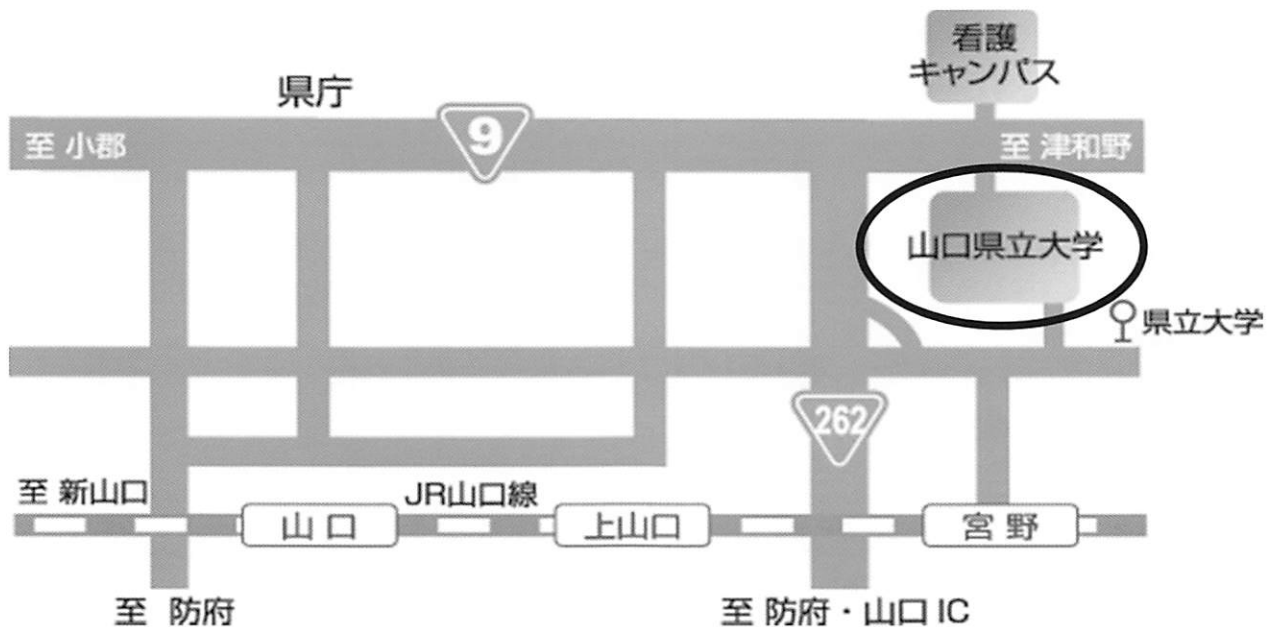 看護
キャンパス
県庁
9
至 小郡
至 津和野
山口県立大学
県立大学
262
至 新山口
JR山口線
山 口
上山口
宮 野
至 防府
至 防府・山口 IC